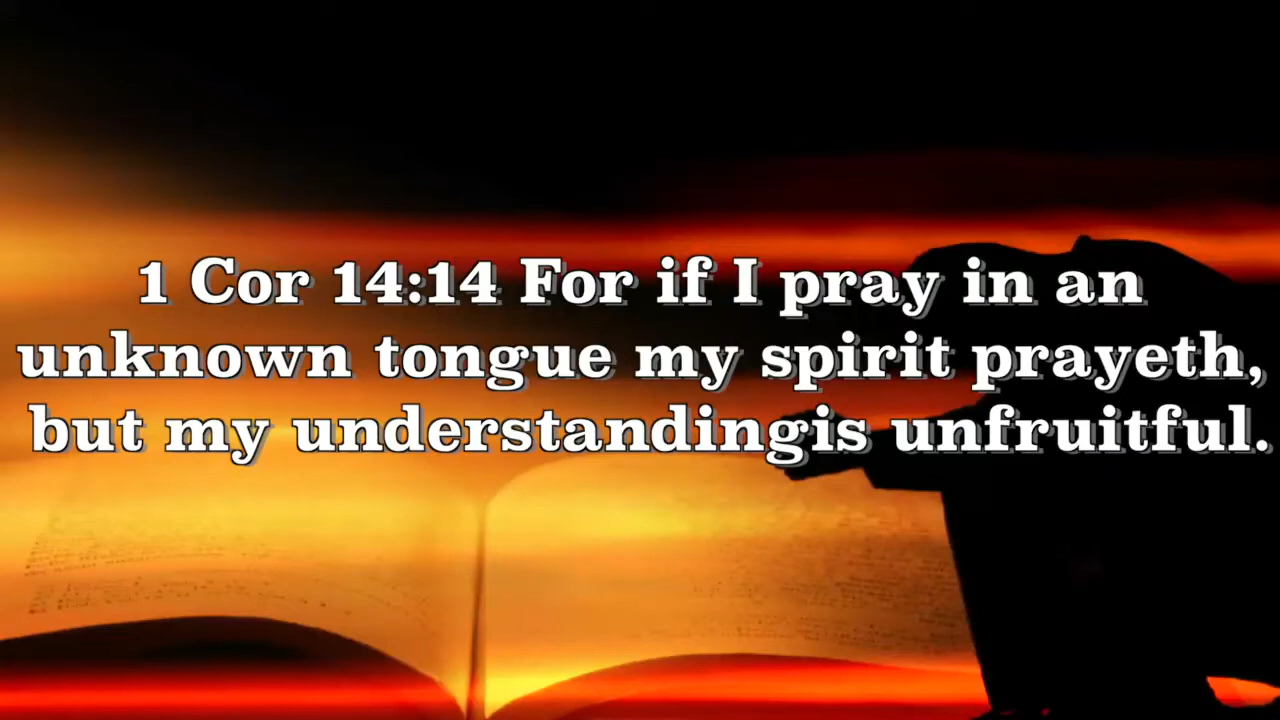 1 Cor 14:14 For if I pray in an
unknown tongue my spirit prayeth,
but my understandingis unfruitful.